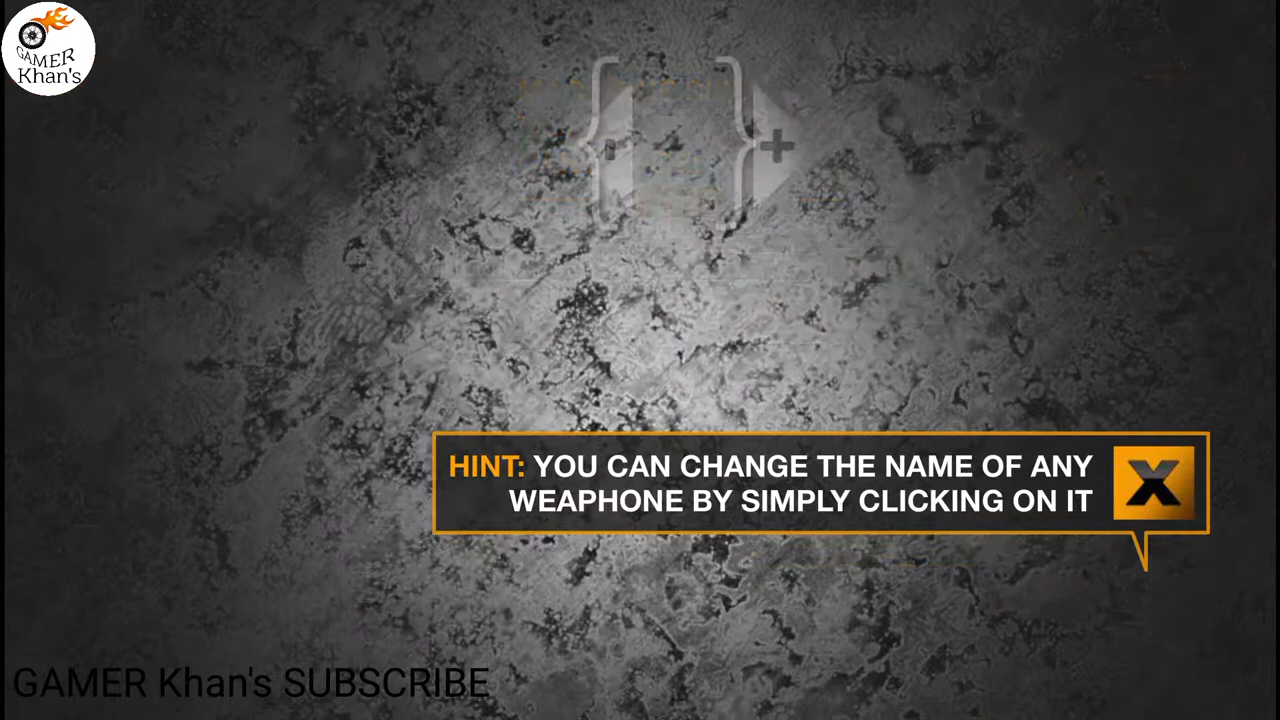 GAMER
Khan's
+
HINT: YOU CAN CHANGE THE NAME OF ANY
WEAPHONE BY SIMPLY CLICKING ON IT
X
GAMER Khan's SUBSCRIBE